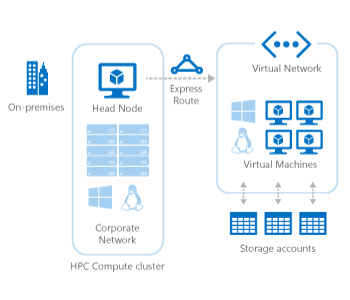 On-premises
Head Node
Corporate
Network
HPC Compute cluster
Express
Route
Virtual Network
Virtual Machines
Storage accounts